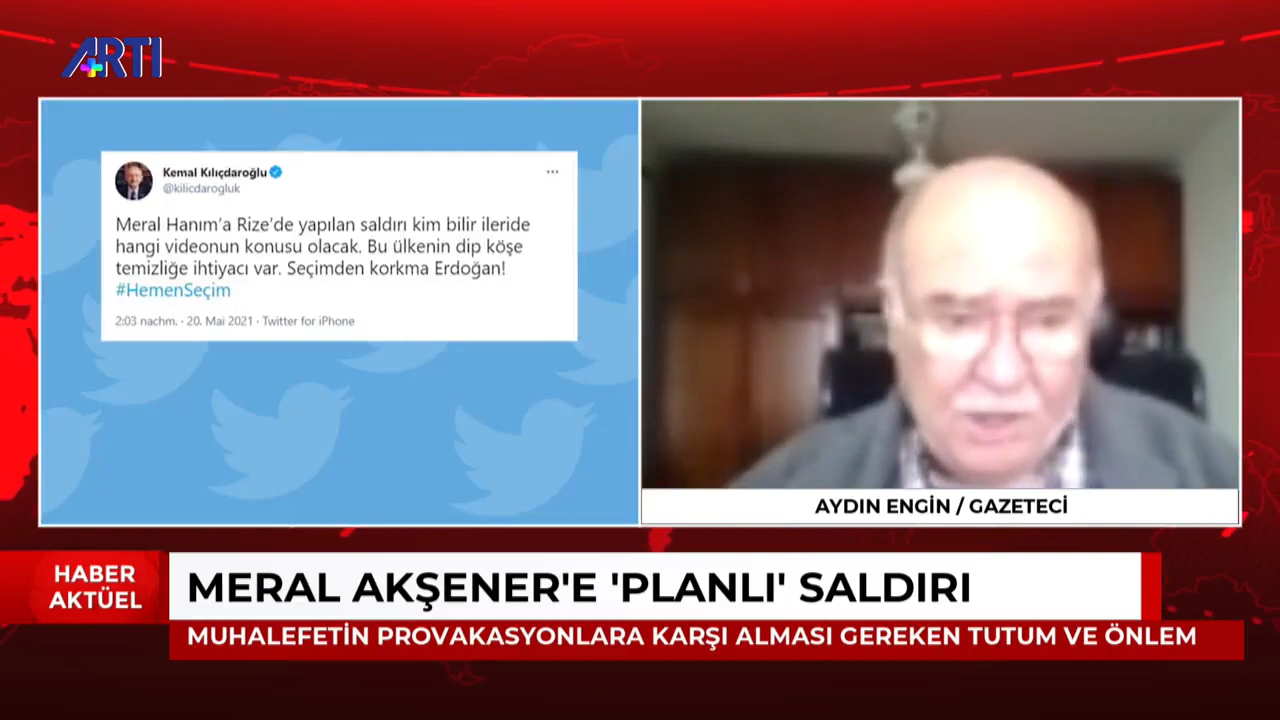 ARTI
Kemal Kılıçdaroğlu
@kilicdarogluk
Meral Hanım'a Rize'de yapılan saldırı kim bilir ileride
hangi videonun konusu olacak. Bu ülkenin dip köşe
temizliğe ihtiyacı var. Seçimden korkma Erdoğan!
#HemenSeçim
2:03 nachm. · 20. Mai 2021 · Twitter for iPhone
AYDIN ENGİN / GAZETECİ
HABER
AKTÜEL
MERAL AKŞENER'E 'PLANLI' SALDIRI
MUHALEFETİN PROVAKASYONLARA KARŞI ALMASI GEREKEN TUTUM VE ÖNLEM